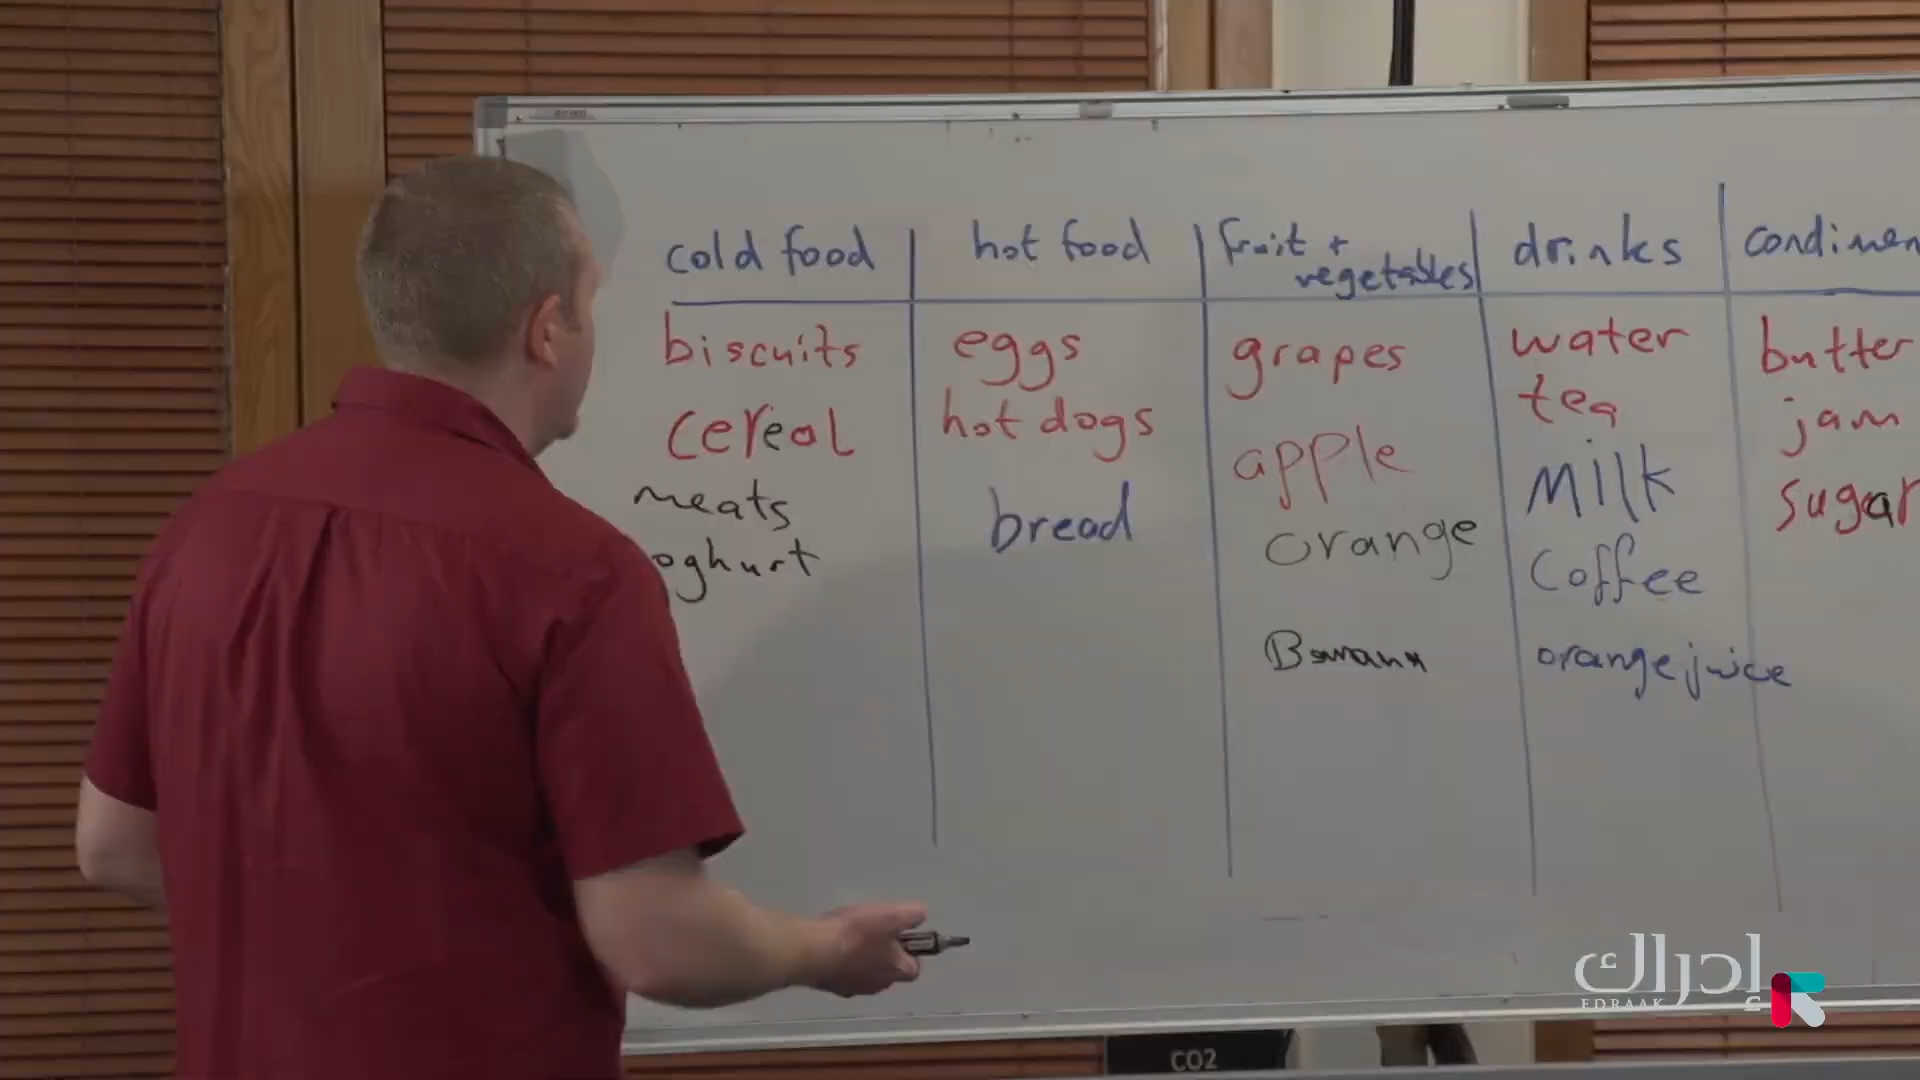 cold food
hot food
fruit +
vegetables
drinks
condimen
biscuits
eggs
grapes
water
butter
cereal
hot dogs
apple
tea
jam
meats
bread
orange
Milk
sugar
oghurt
Coffee
orange juice
إدراك
EDRAAK
CO2